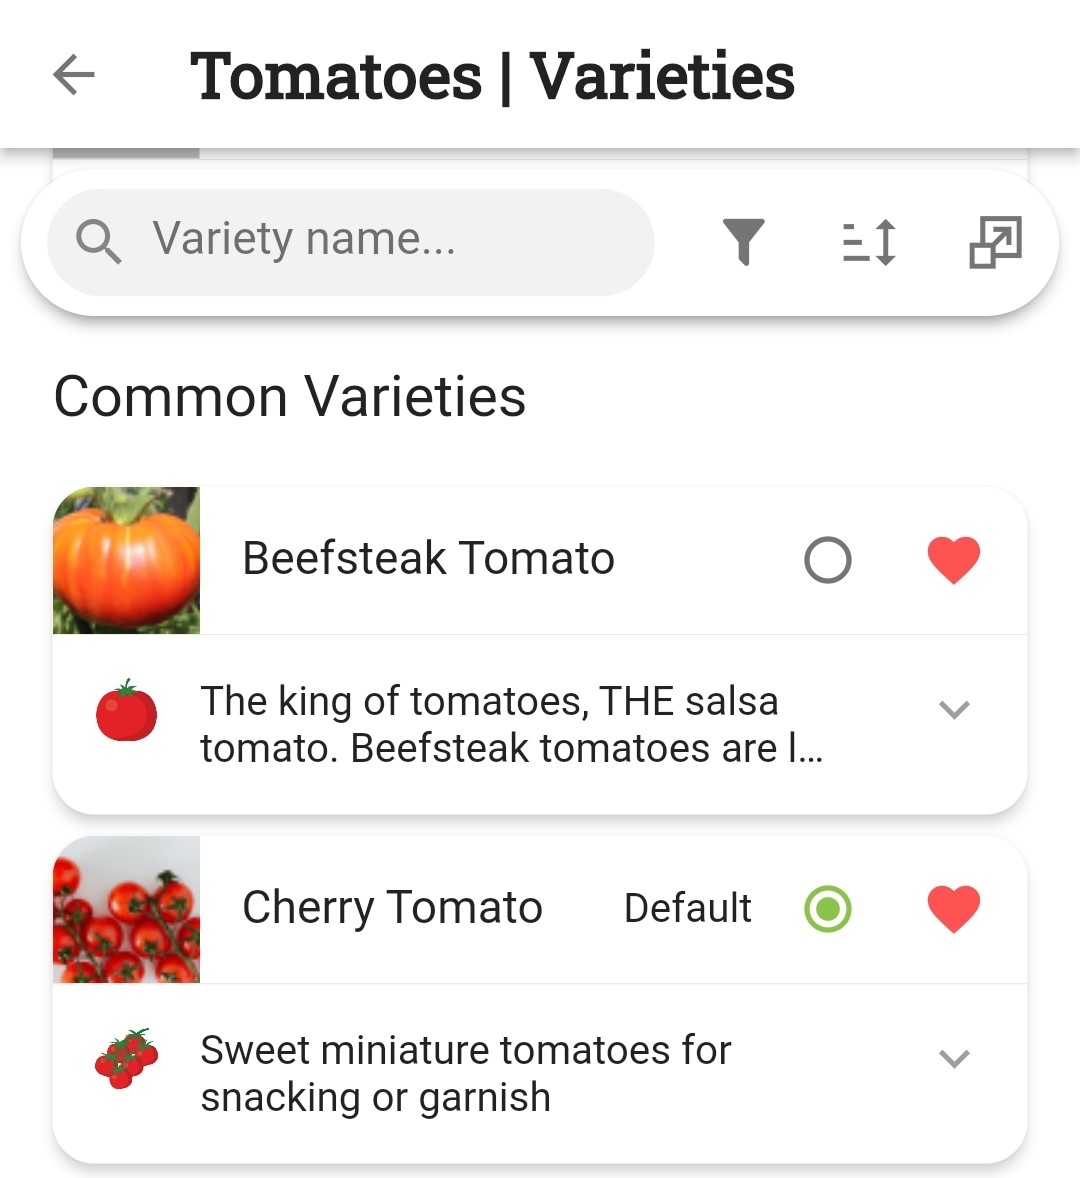 Tomatoes | Varieties
Variety name...
Common Varieties
Beefsteak Tomato
The king of tomatoes, THE salsa
tomato. Beefsteak tomatoes are l...
Cherry Tomato Default
Sweet miniature tomatoes for
snacking or garnish